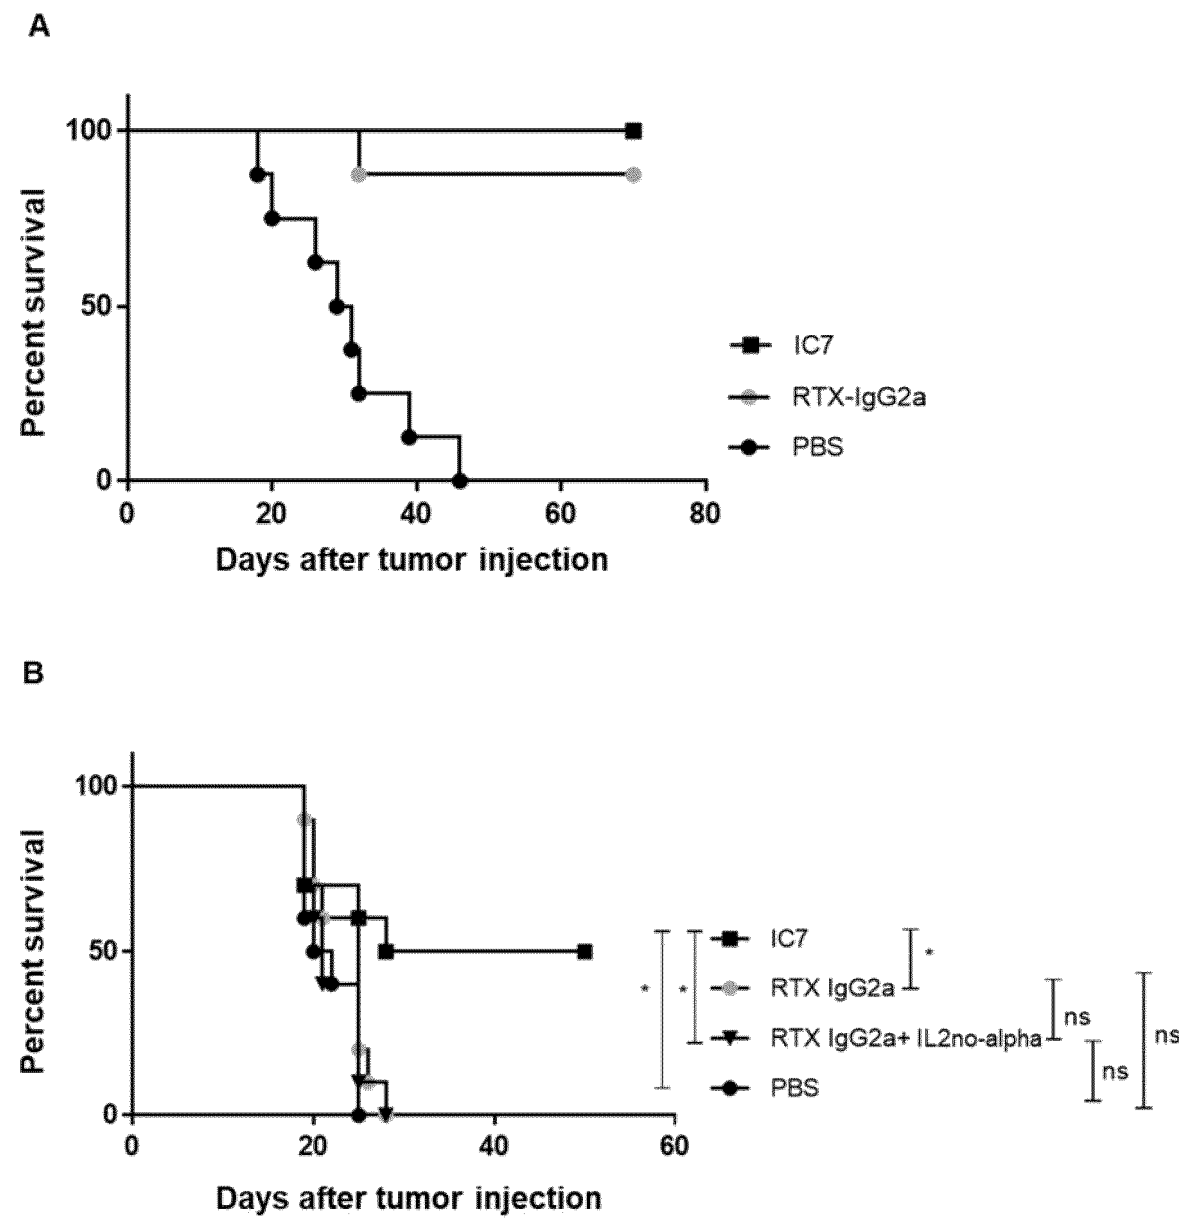 A
100
50
0
0 20 40 60 80
Percent survival
Days after tumor injection
IC7
RTX-IgG2a
PBS
B
100
50
0
0 20 40 60
Percent survival
Days after tumor injection
* * IC7 *
RTX IgG2a
RTX IgG2a+ IL2no-alpha ns
PBS ns
ns